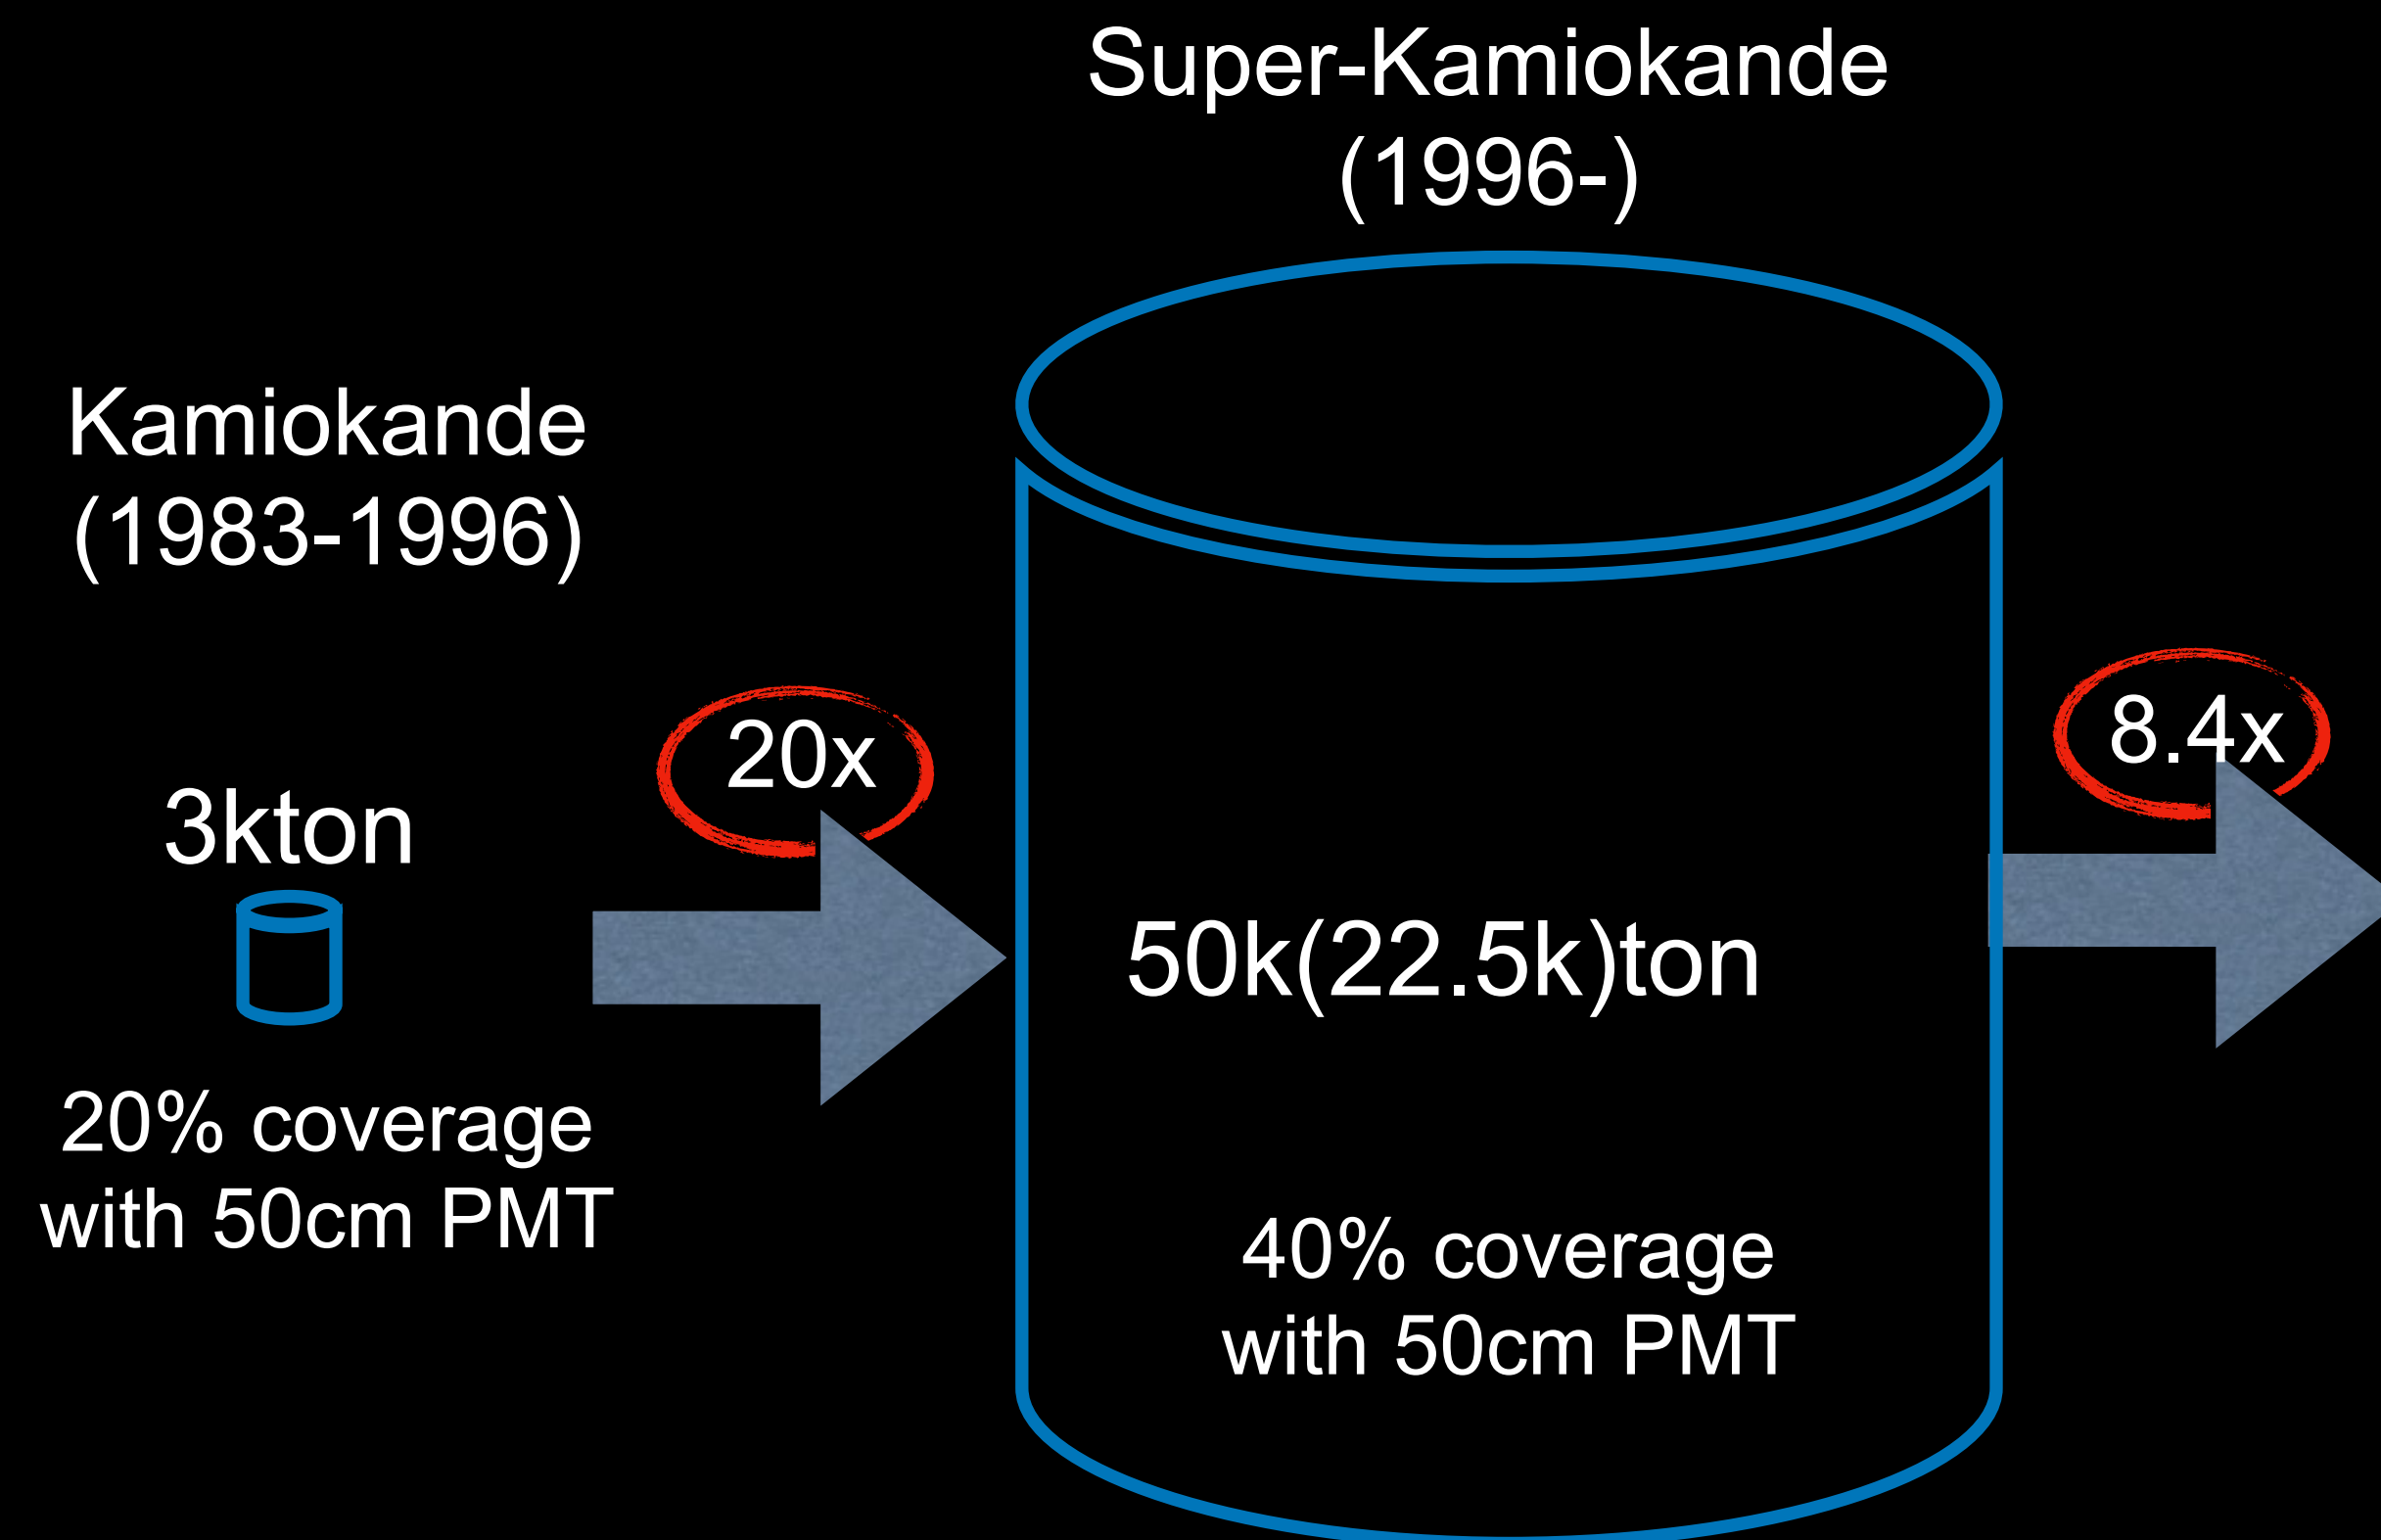 Super-Kamiokande
(1996-)
Kamiokande
(1983-1996)
20x
8.4x
3kton
50k(22.5k)ton
20% coverage
with 50cm PMT
40% coverage
with 50cm PMT